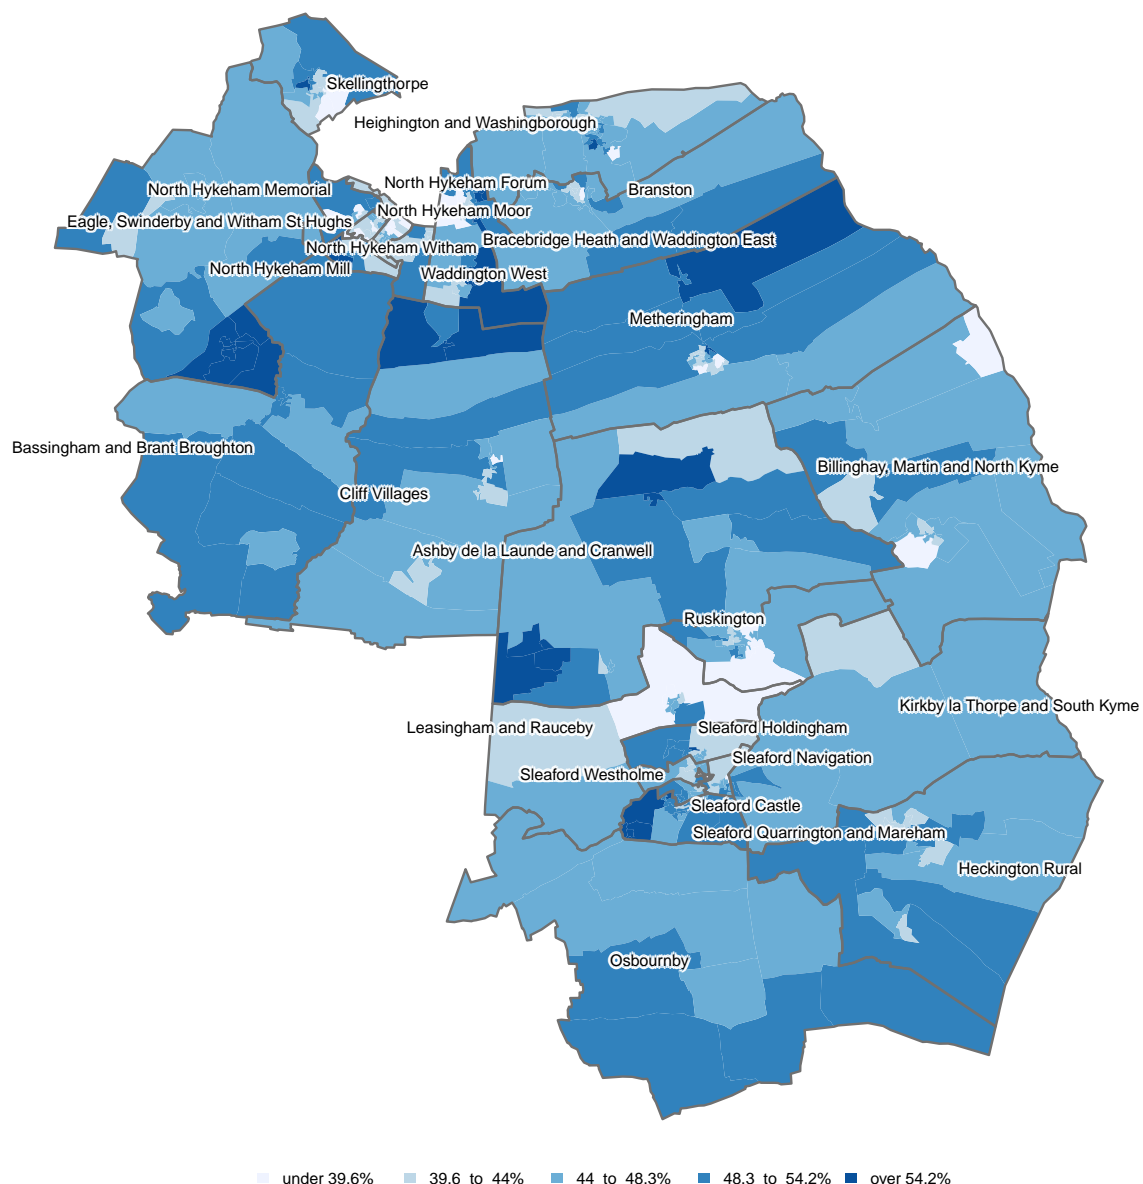 Skellingthorpe
Heighington and Washingborough
North Hykeham Forum
North Hykeham Memorial
Branston
North Hykeham Moor
Eagle, Swinderby and Witham St Hughs
Bracebridge Heath and Waddington East
North Hykeham Witham
North Hykeham Mill
Waddington West
Metheringham
Bassingham and Brant Broughton
Billinghay, Martin and North Kyme
Cliff Villages
Ashby de la Launde and Cranwell
Ruskington
Kirkby la Thorpe and South Kyme
Leasingham and Rauceby
Sleaford Holdingham
Sleaford Navigation
Sleaford Westholme
Sleaford Castle
Sleaford Quarrington and Mareham
Heckington Rural
Osbournby
under 39.6% 39.6 to 44% 44 to 48.3% 48.3 to 54.2% over 54.2%